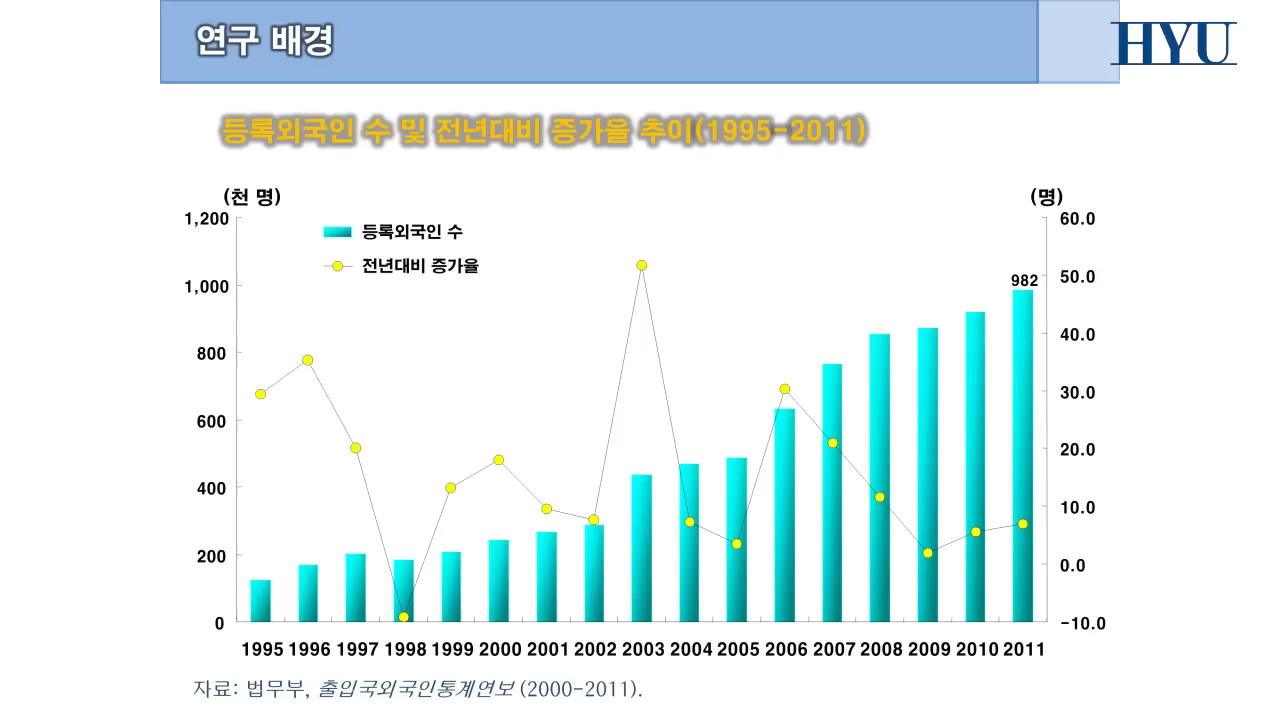 연구 배경
HYU
등록외국인 수 및 전년대비 증가율 추이(1995-2011)
(천 명)
(명)
1,200
1,000
800
600
400
200
0
등록외국인 수
전년대비 증가율
982
60.0
50.0
40.0
30.0
20.0
10.0
0.0
-10.0
1995 1996 1997 1998 1999 2000 2001 2002 2003 2004 2005 2006 2007 2008 2009 2010 2011
자료: 법무부, 출입국외국인통계연보 (2000-2011).